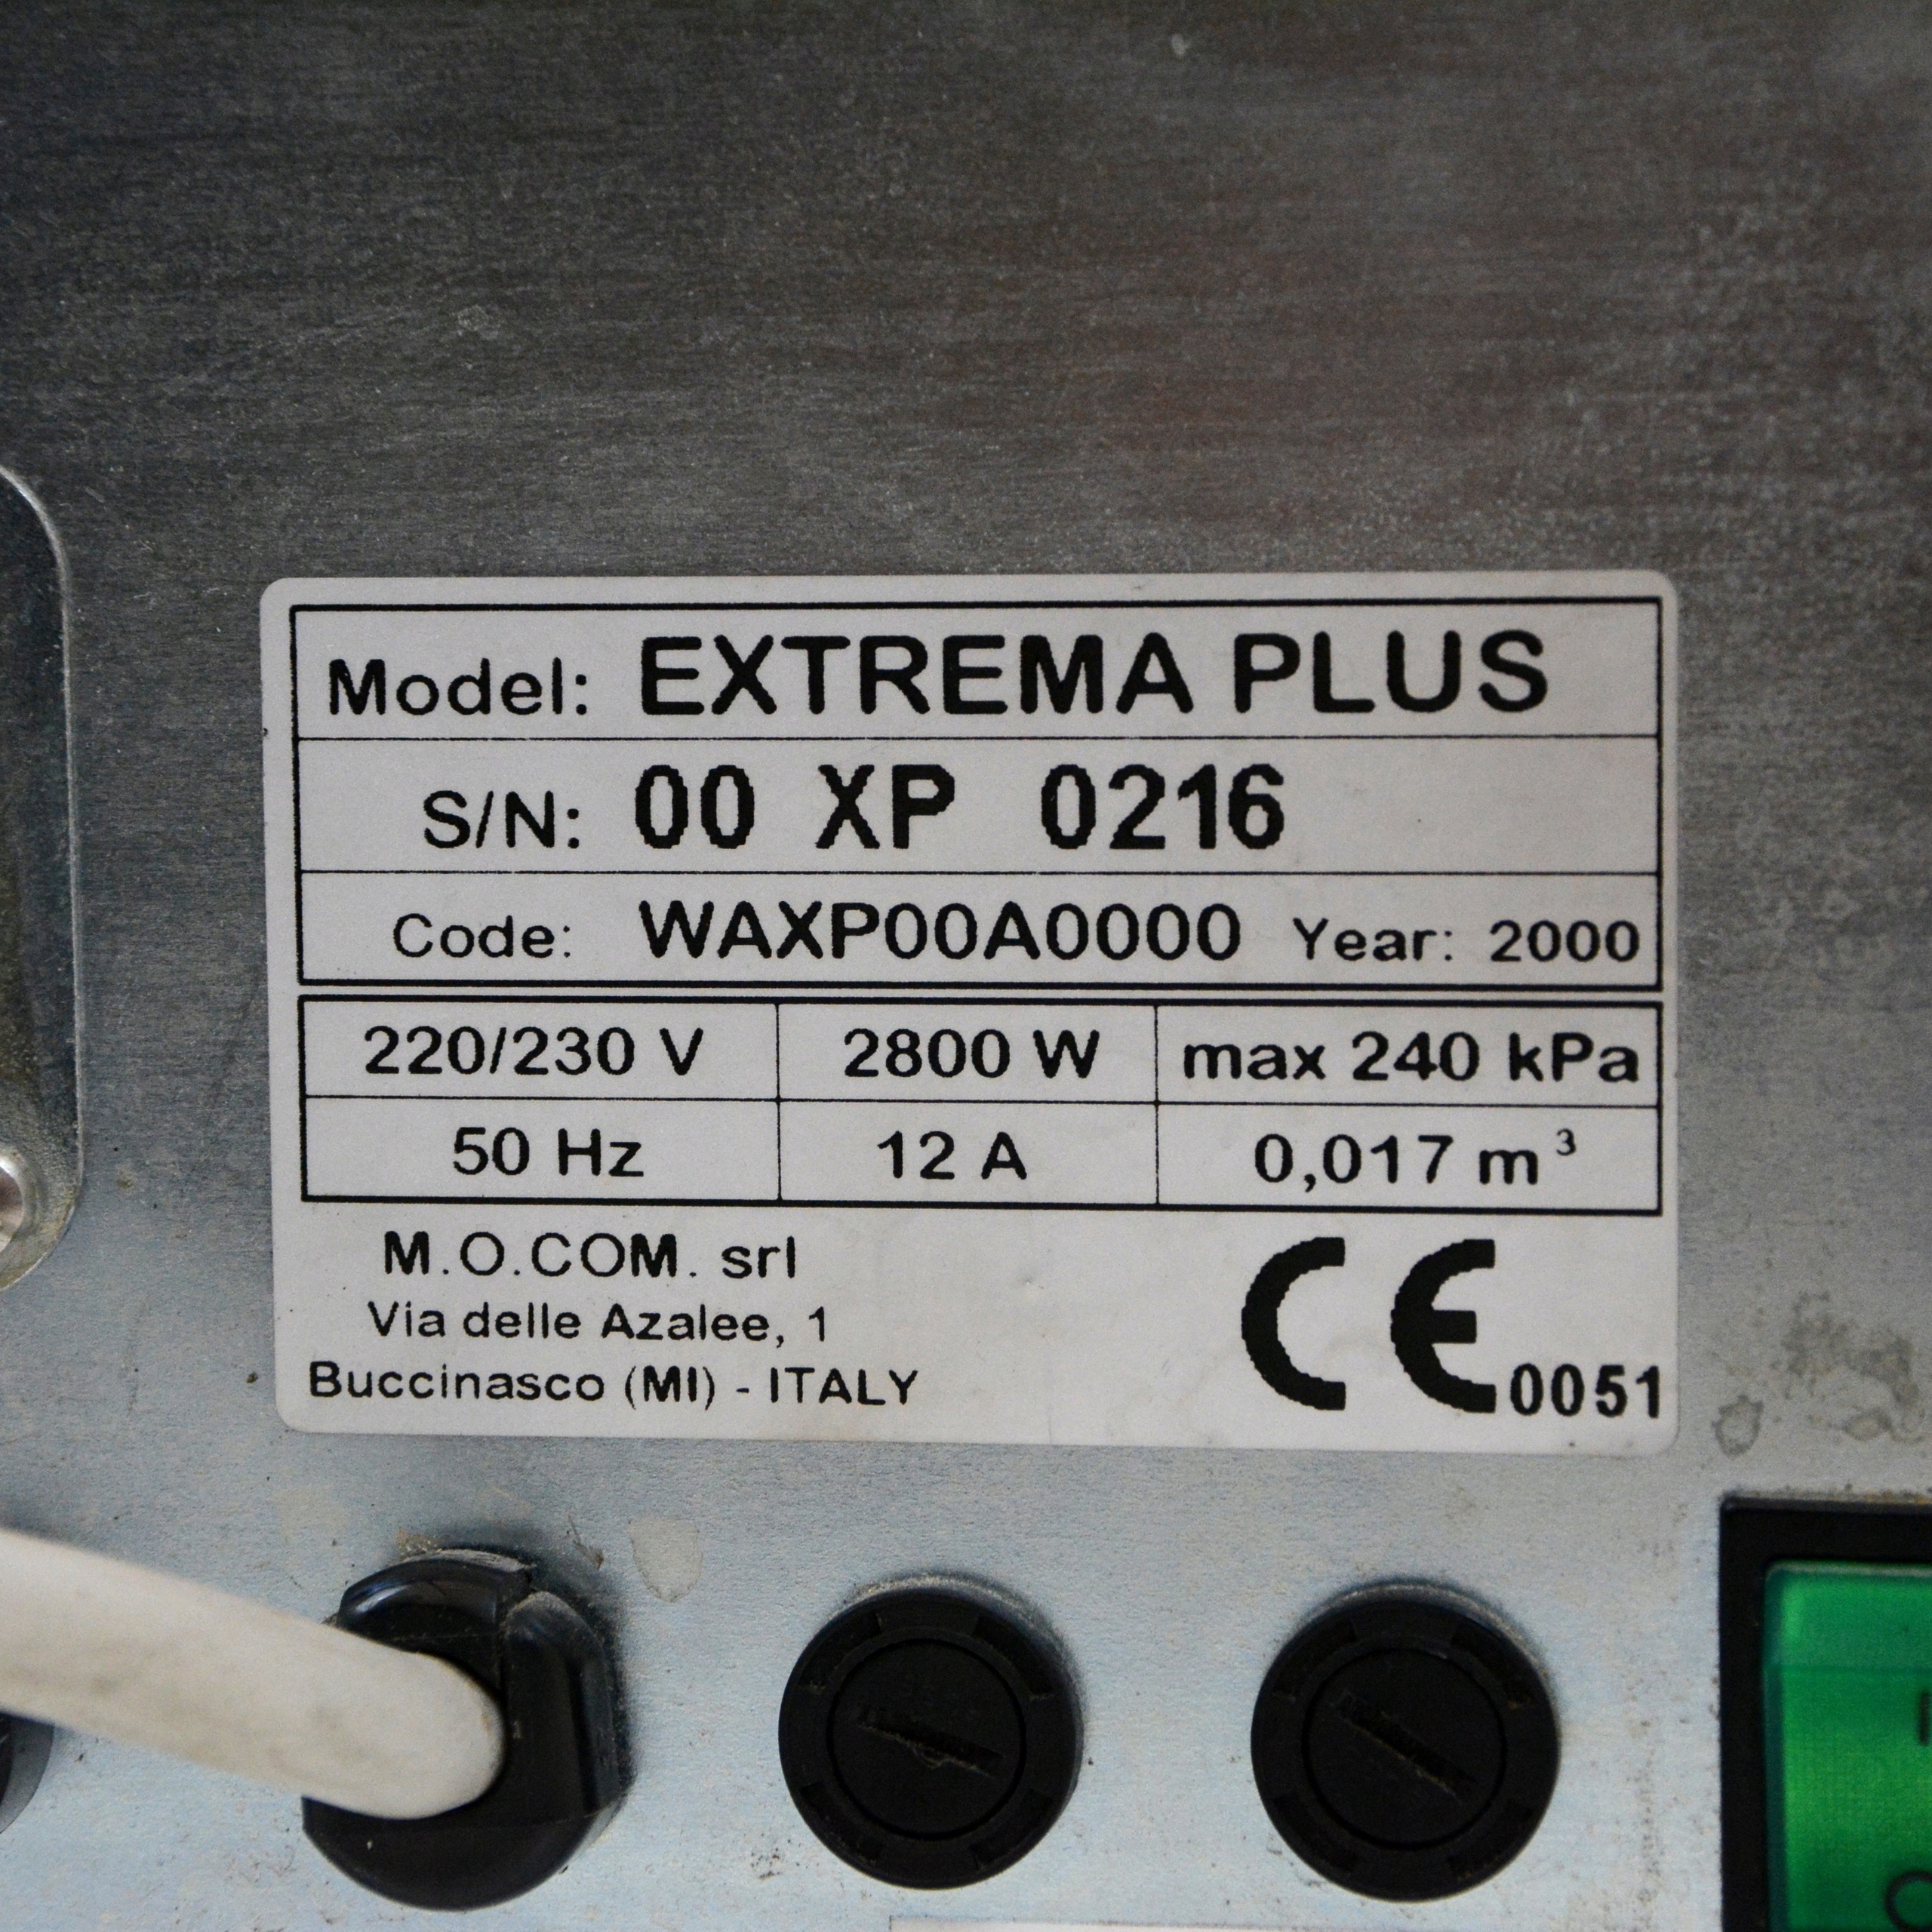 Model: EXTREMA PLUS
S/N: 00 XP 0216
Code: WAXP00A0000 Year: 2000
220/230 V 2800 W max 240 kPa
50 Hz 12 A 0,017 m³
M.O.COM. srl
Via delle Azalee, 1
Buccinasco (MI) - ITALY
CE 0051